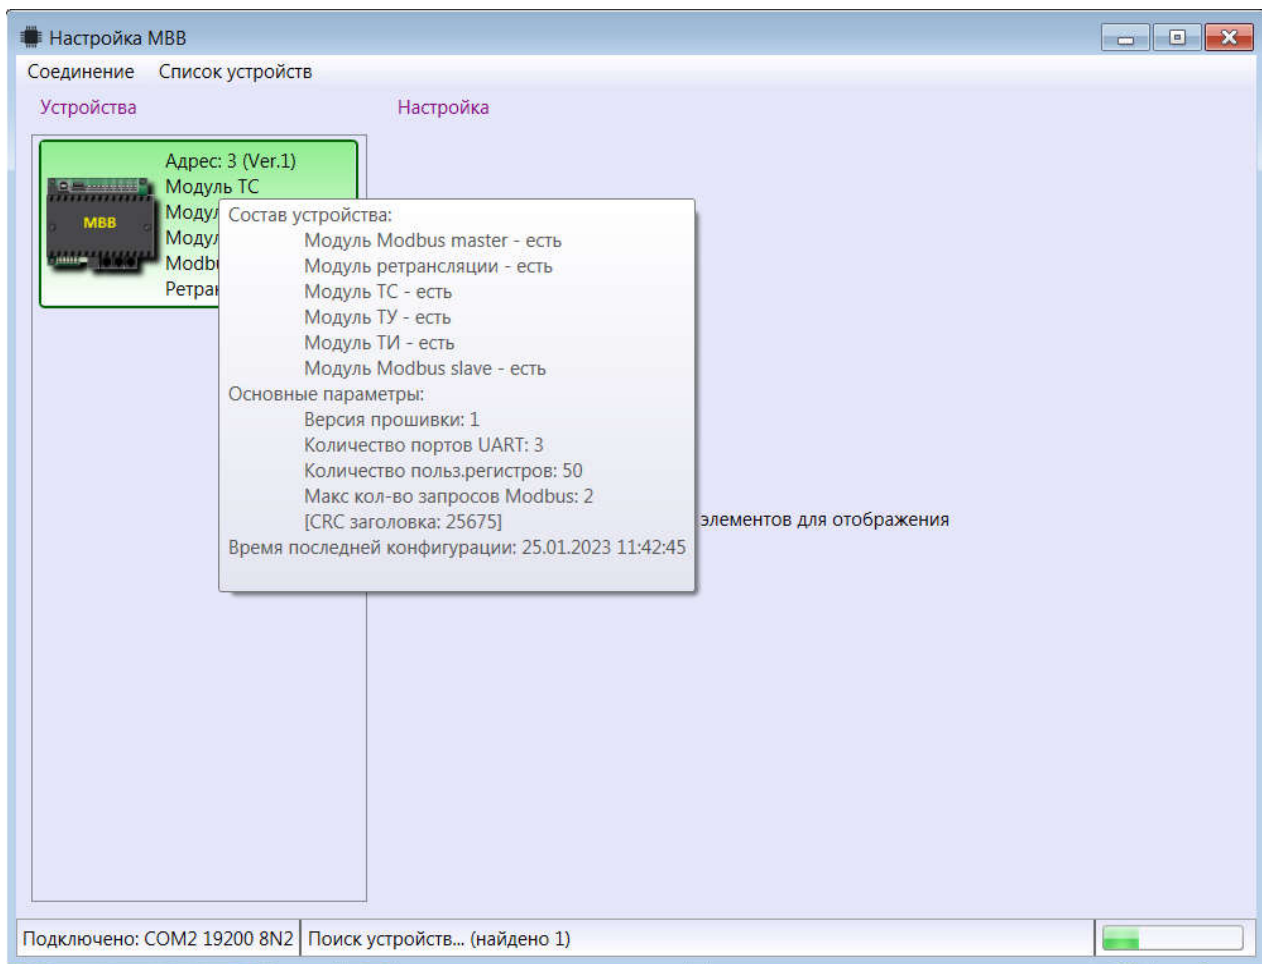 Настройка МВВ
Соединение Список устройств
Устройства Настройка
Адрес: 3 (Ver.1)
Модуль ТС
МВВ
Состав устройства:
Модуль Modbus master - есть
Модуль ретрансляции - есть
Модуль ТС - есть
Модуль ТУ - есть
Модуль ТИ - есть
Модуль Modbus slave - есть
Основные параметры:
Версия прошивки: 1
Количество портов UART: 3
Количество польз.регистров: 50
Макс кол-во запросов Modbus: 2
[CRC заголовка: 25675]
Время последней конфигурации: 25.01.2023 11:42:45
элементов для отображения
Подключено: COM2 19200 8N2 Поиск устройств... (найдено 1)